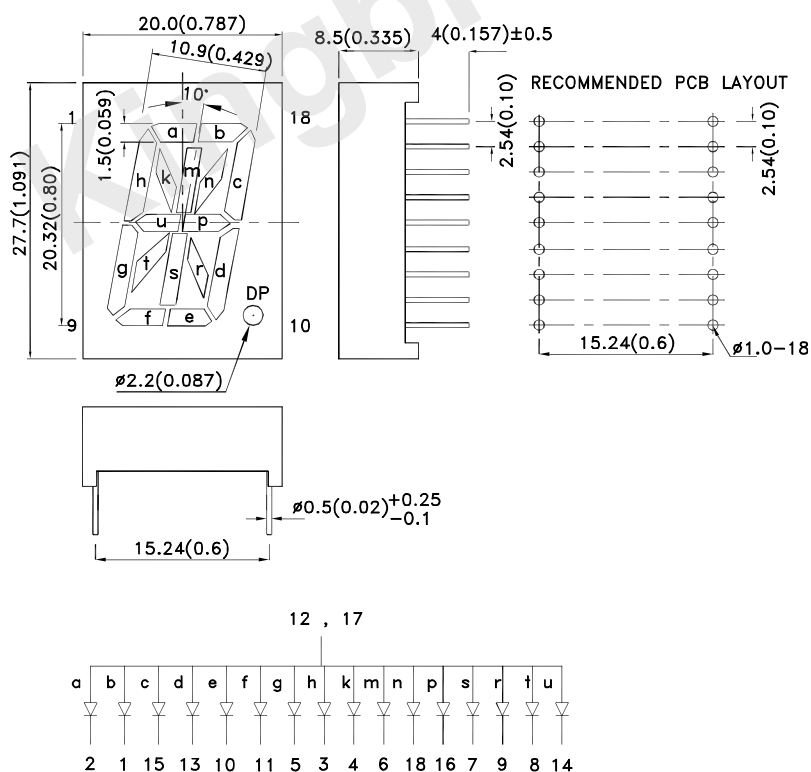 Kingbr
20.0(0.787)
10.9(0.429)
8.5(0.335)
4(0.157)±0.5
RECOMMENDED PCB LAYOUT
10°
1
18
1.5(0.059)
27.7(1.091)
20.32(0.80)
a
b
h
k
m
n
c
u
p
g
t
s
r
d
f
e
DP
9
10
2.54(0.10)
2.54(0.10)
15.24(0.6)
ø1.0-18
ø2.2(0.087)
ø0.5(0.02)+0.25
-0.1
15.24(0.6)
12 , 17
a b c d e f g h k m n p s r t u
2 1 15 13 10 11 5 3 4 6 18 16 7 9 8 14